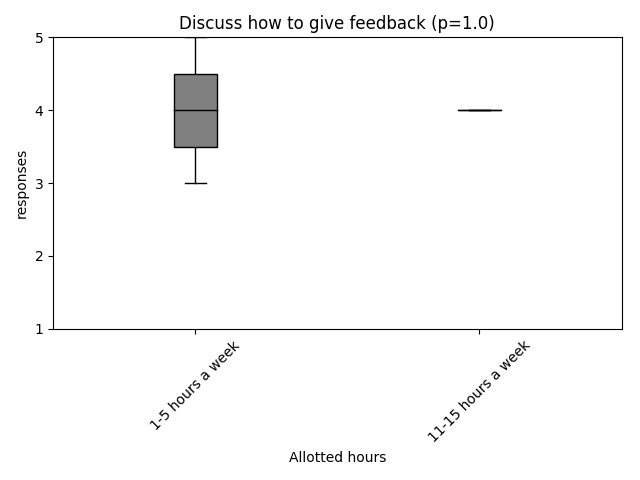 Discuss how to give feedback (p=1.0)
5
4
3
2
1
responses
1-5 hours a week
11-15 hours a week
Allotted hours